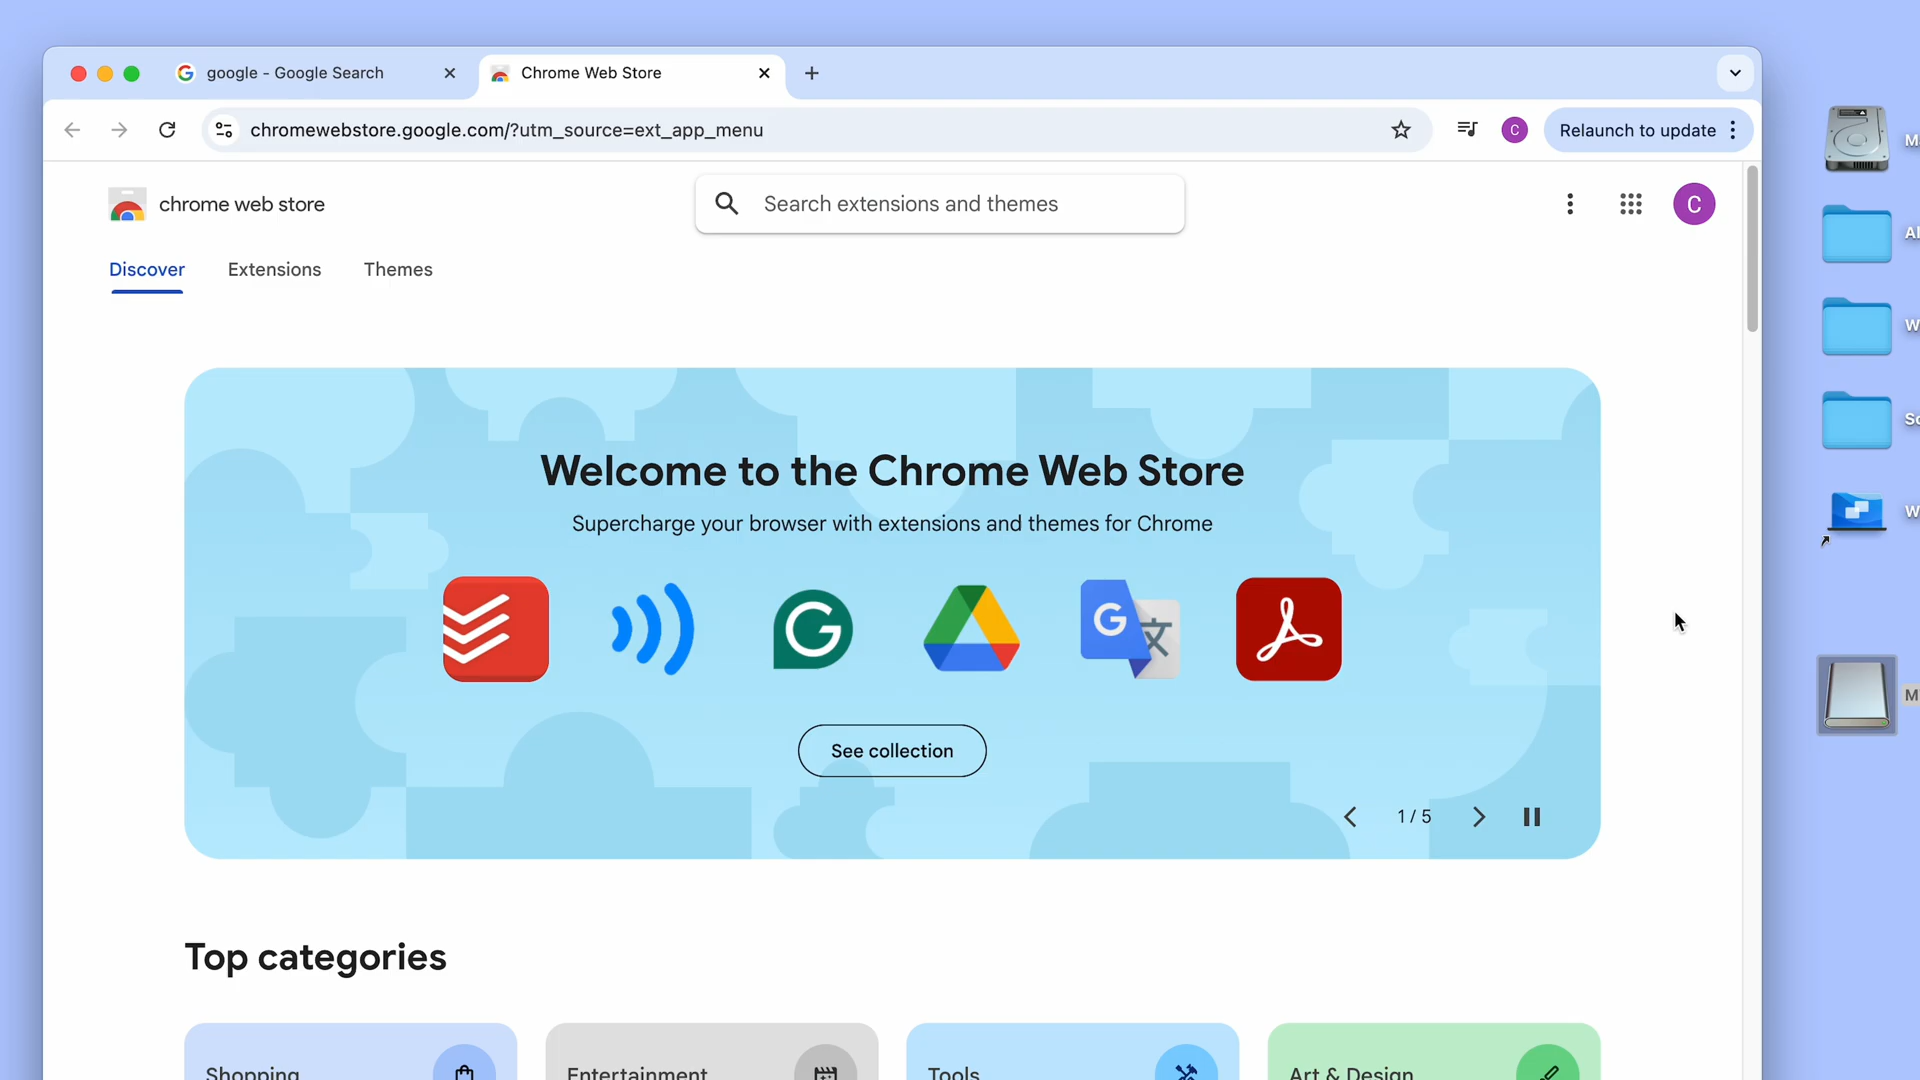 google - Google Search
Chrome Web Store
chromewebstore.google.com/?utm_source=ext_app_menu
C
Relaunch to update
chrome web store
Search extensions and themes
C
Discover
Extensions
Themes
Welcome to the Chrome Web Store
Supercharge your browser with extensions and themes for Chrome
See collection
1 / 5
Top categories
Shopping
Entertainment
Tools
Art & Design